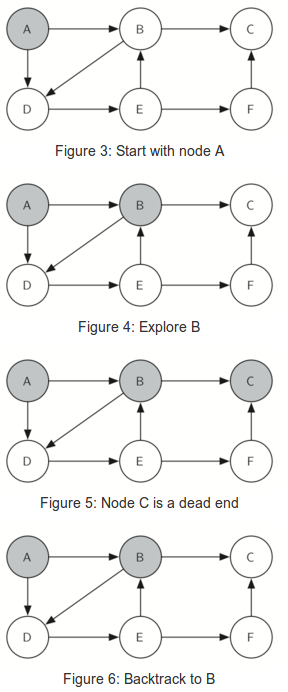 A B C
D E F
Figure 3: Start with node A
A B C
D E F
Figure 4: Explore B
A B C
D E F
Figure 5: Node C is a dead end
A B C
D E F
Figure 6: Backtrack to B